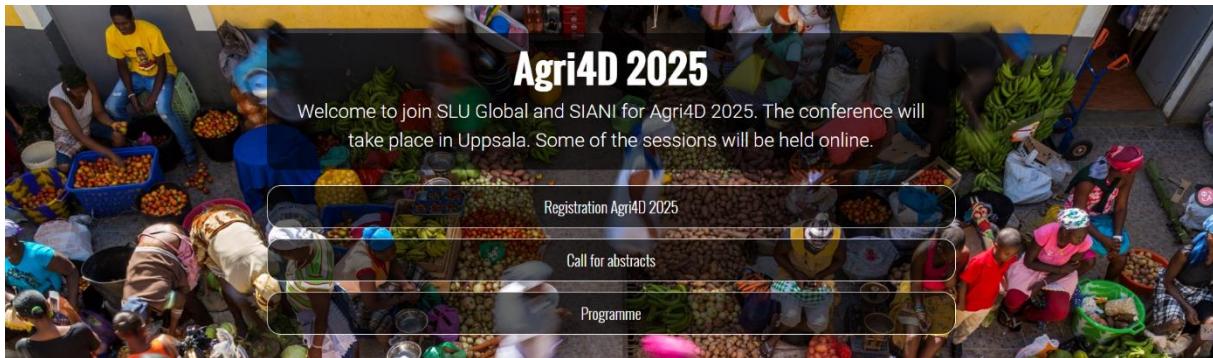 Agri4D 2025
Welcome to join SLU Global and SIANI for Agri4D 2025. The conference will
take place in Uppsala. Some of the sessions will be held online.
Registration Agri4D 2025
Call for abstracts
Programme